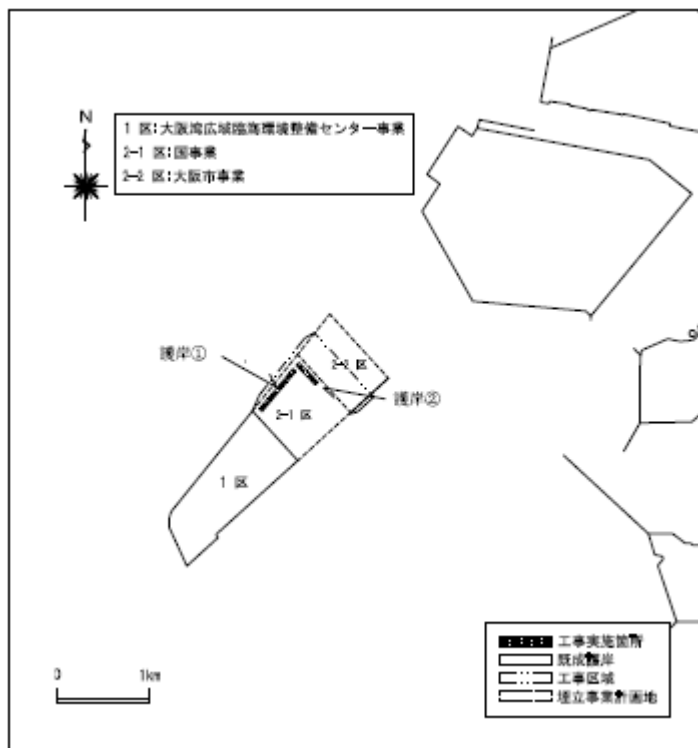 N
1 区:大阪湾広域臨海環境整備センター事業
2-1 区:国事業
2-2 区:大阪市事業
護岸①
2-2 区
護岸②
2-1 区
1 区
0 1km
工事実施箇所
既成護岸
工事区域
埋立事業計画地